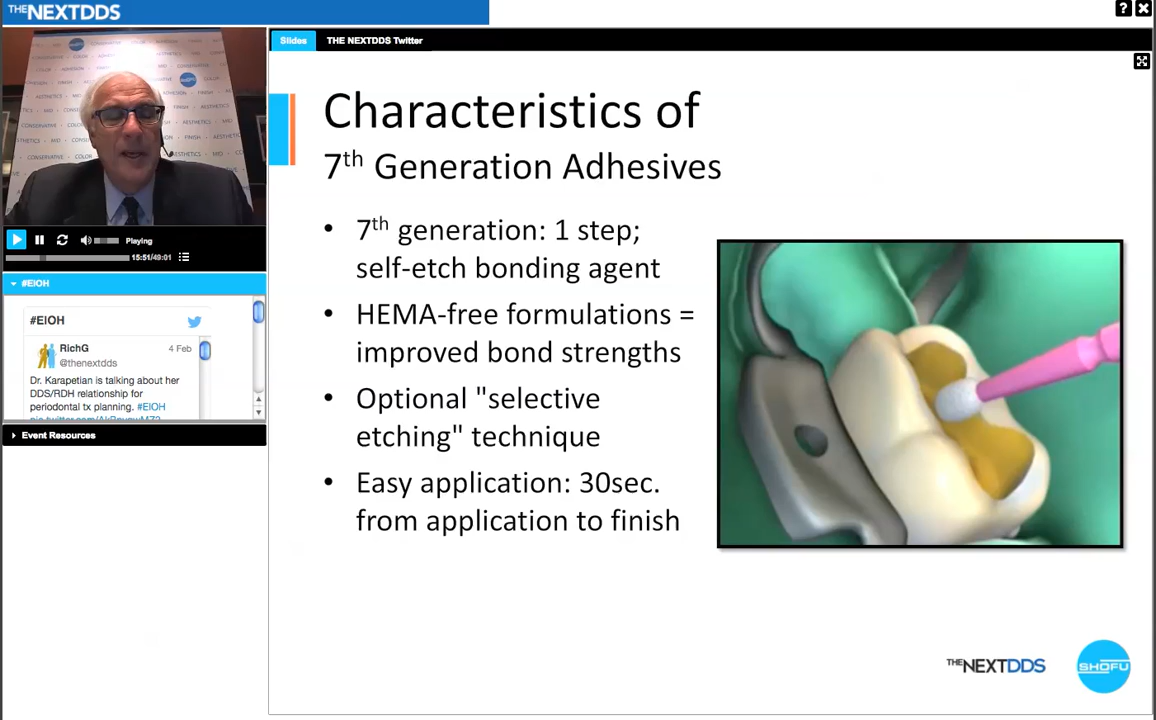 THE NEXTDDS
? ×
Slides THE NEXTDDS Twitter
CONSERVATIVE • COLOR
Playing
15:51/49:01
#EIOH
#EIOH
RichG 4 Feb
@thenextdds
Dr. Karapetian is talking about her
DDS/RDH relationship for
periodontal tx planning. #EIOH
Event Resources
Characteristics of
7th Generation Adhesives
• 7th generation: 1 step;
self-etch bonding agent
• HEMA-free formulations =
improved bond strengths
• Optional "selective
etching" technique
• Easy application: 30sec.
from application to finish
THE NEXTDDS
SHOFU